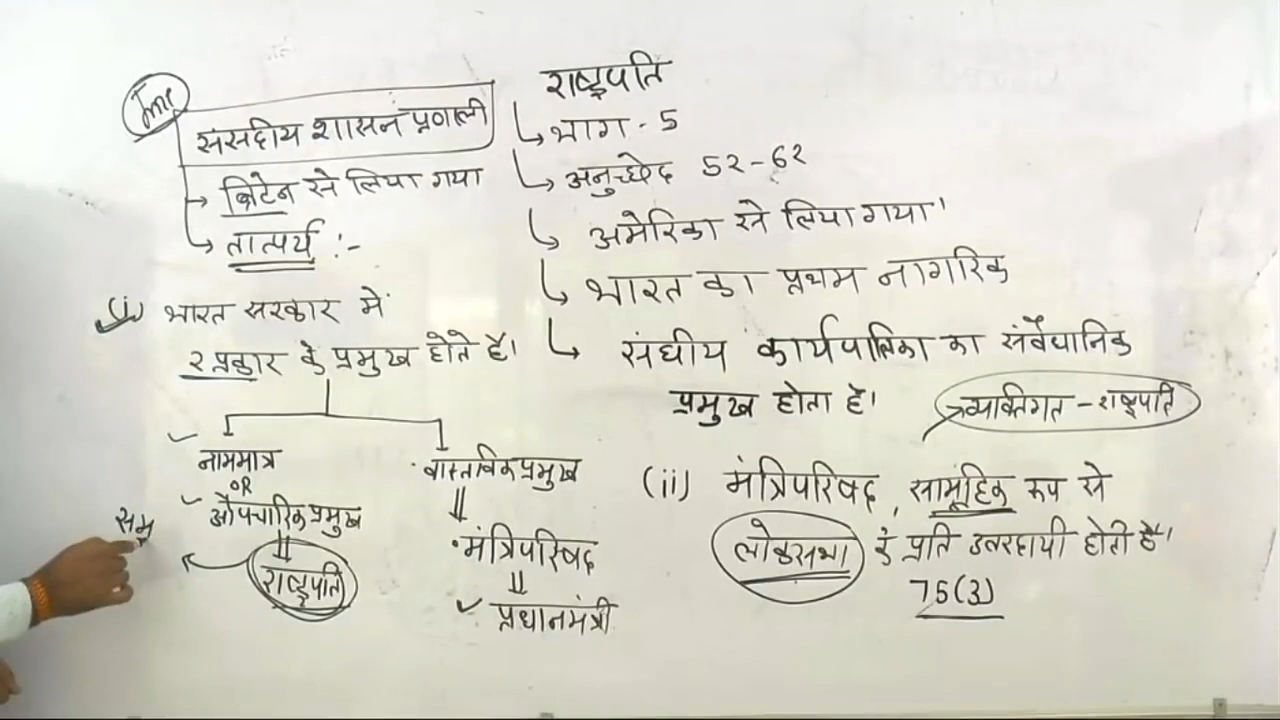 Imp
संसदीय शासन प्रणाली
ब्रिटेन से लिया गया
तात्पर्य :-
(i) भारत सरकार में
२ प्रकार के प्रमुख होते है।
नाममात्र
OR
औपचारिक प्रमुख
राष्ट्रपति
वास्तविक प्रमुख
मंत्रिपरिषद
प्रधानमंत्री
राष्ट्रपति
भाग - 5
अनुच्छेद 52-62
अमेरिका से लिया गया।
भारत का प्रथम नागरिक
संघीय कार्यपालिका का संवैधानिक
प्रमुख होता है।
व्यक्तिगत - राष्ट्रपति
(ii) मंत्रिपरिषद, सामूहिक रूप से
लोकसभा के प्रति उत्तरदायी होती है।
75(3)